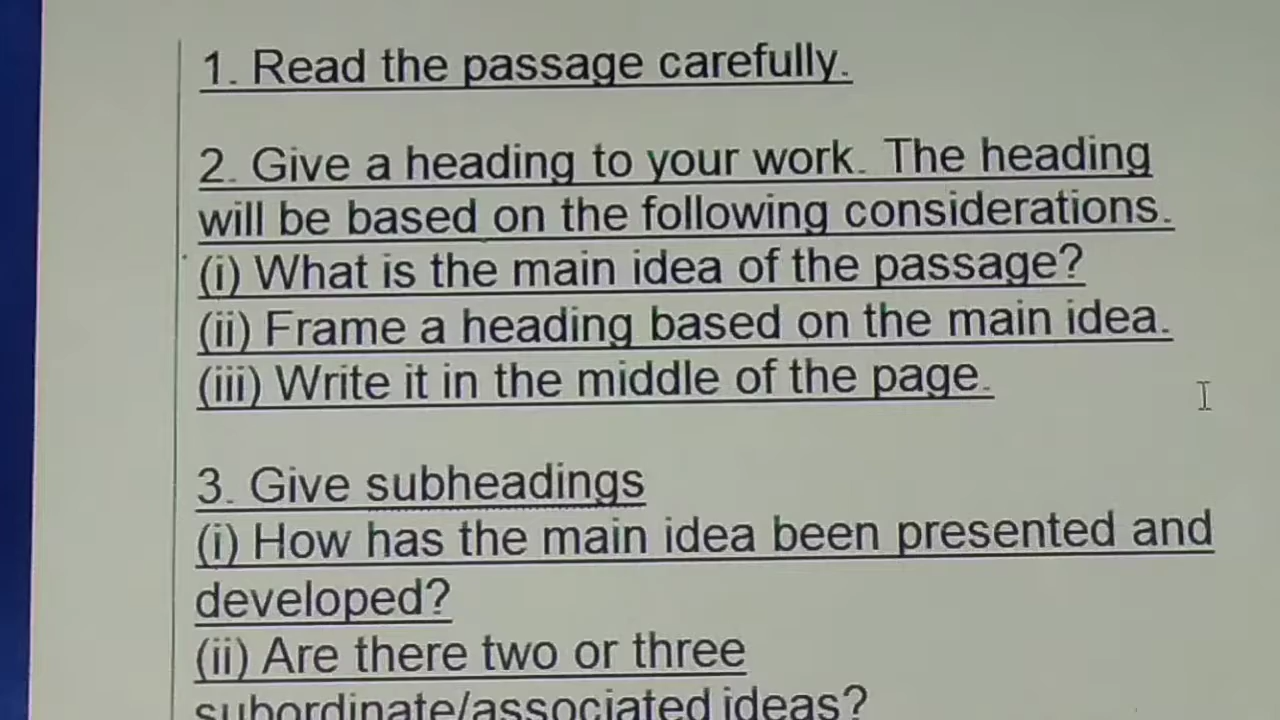 1. Read the passage carefully.
2. Give a heading to your work. The heading
will be based on the following considerations.
(i) What is the main idea of the passage?
(ii) Frame a heading based on the main idea.
(iii) Write it in the middle of the page.
3. Give subheadings
(i) How has the main idea been presented and
developed?
(ii) Are there two or three
subordinate/associated ideas?